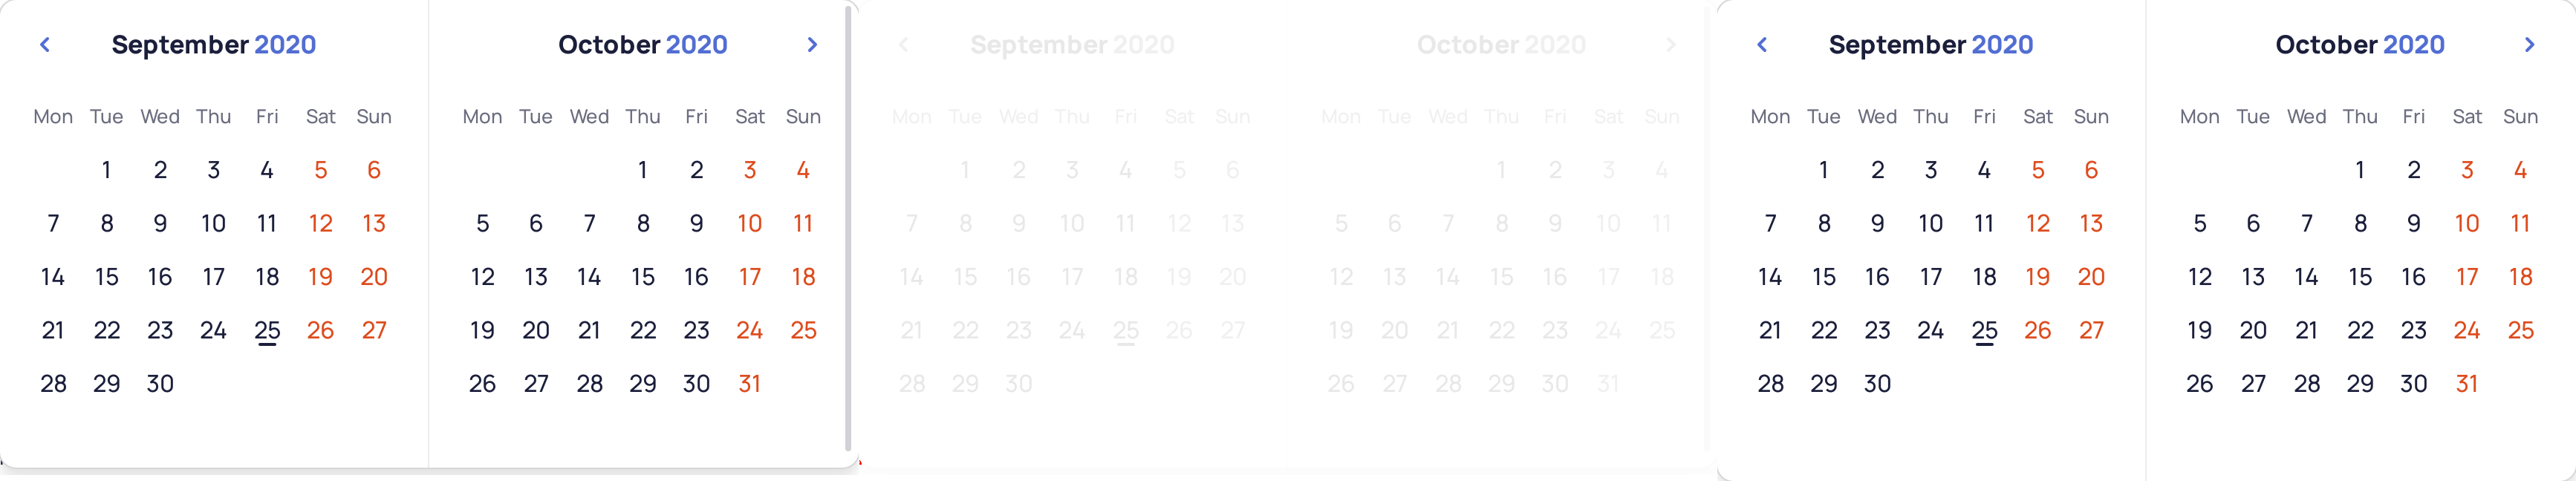 September 2020
Mon Tue Wed Thu Fri Sat Sun
1 2 3 4 5 6
7 8 9 10 11 12 13
14 15 16 17 18 19 20
21 22 23 24 25 26 27
28 29 30
October 2020
Mon Tue Wed Thu Fri Sat Sun
1 2 3 4
5 6 7 8 9 10 11
12 13 14 15 16 17 18
19 20 21 22 23 24 25
26 27 28 29 30 31
September 2020
Mon Tue Wed Thu Fri Sat Sun
1 2 3 4 5 6
7 8 9 10 11 12 13
14 15 16 17 18 19 20
21 22 23 24 25 26 27
28 29 30
October 2020
Mon Tue Wed Thu Fri Sat Sun
1 2 3 4
5 6 7 8 9 10 11
12 13 14 15 16 17 18
19 20 21 22 23 24 25
26 27 28 29 30 31
September 2020
Mon Tue Wed Thu Fri Sat Sun
1 2 3 4 5 6
7 8 9 10 11 12 13
14 15 16 17 18 19 20
21 22 23 24 25 26 27
28 29 30
October 2020
Mon Tue Wed Thu Fri Sat Sun
1 2 3 4
5 6 7 8 9 10 11
12 13 14 15 16 17 18
19 20 21 22 23 24 25
26 27 28 29 30 31